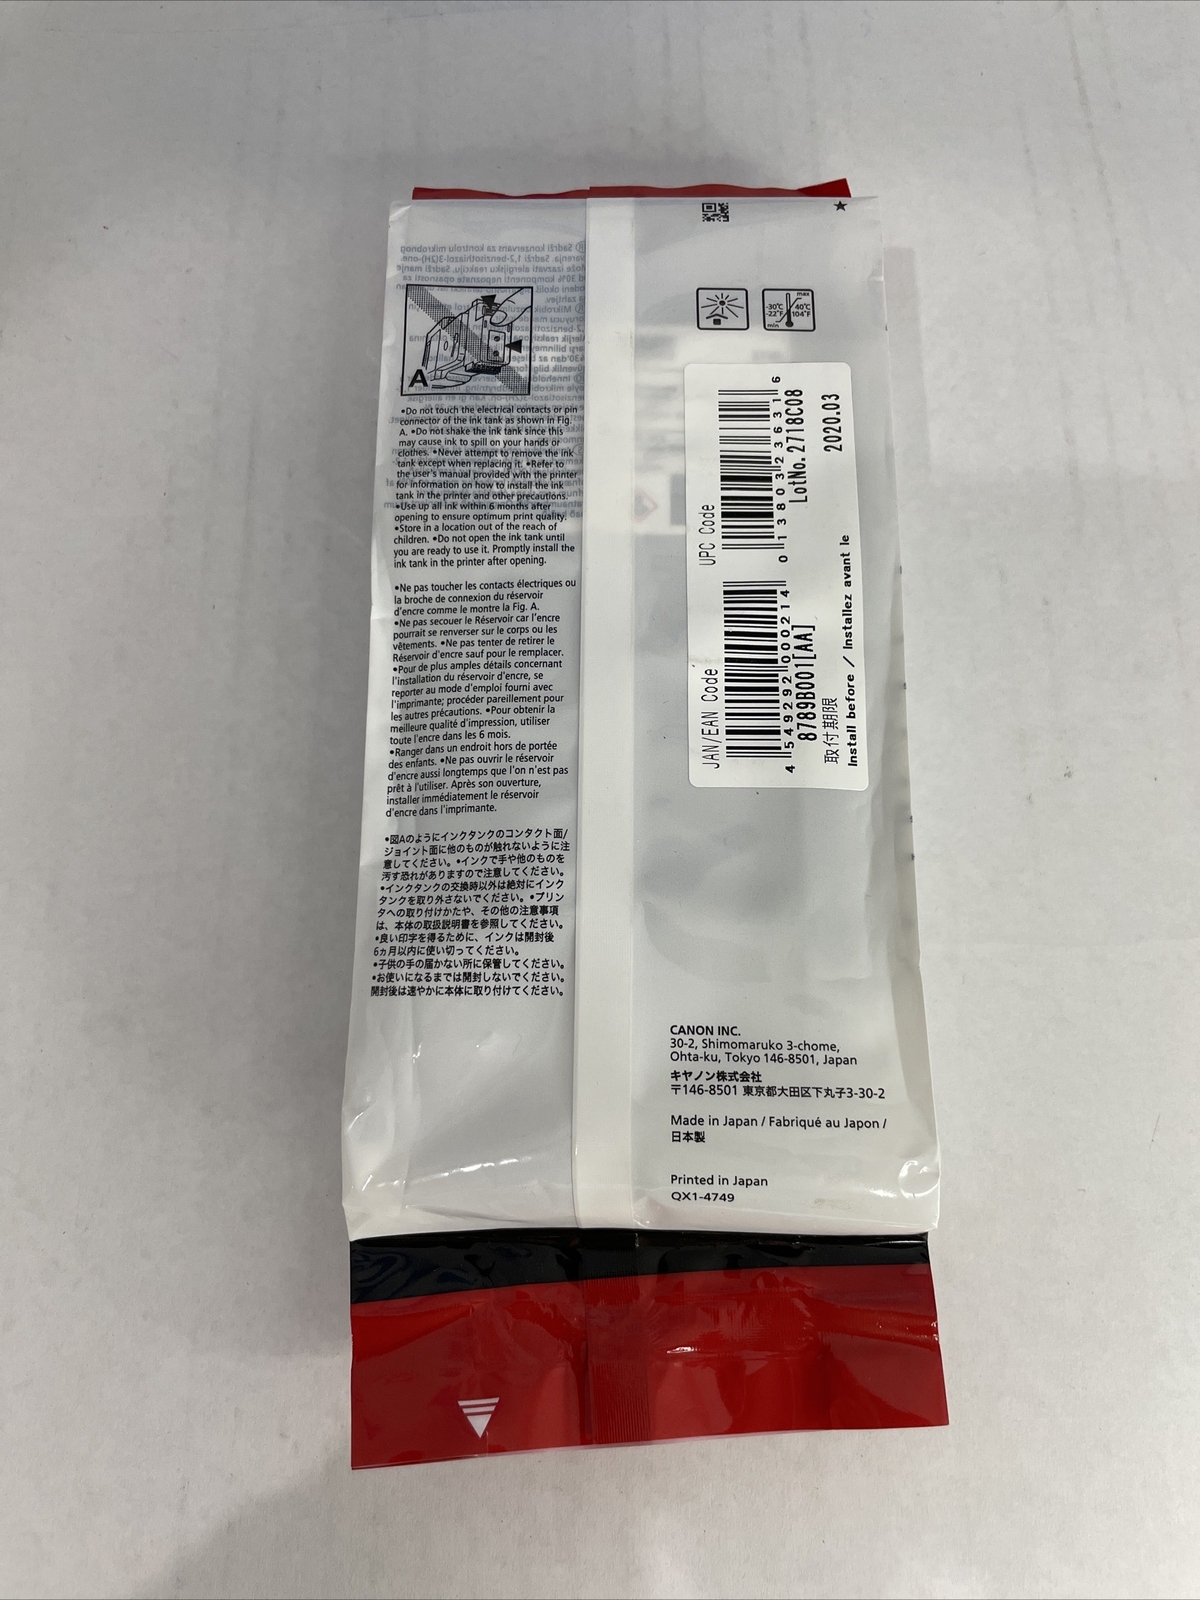 A
•Do not touch the electrical contacts or pin
connector of the ink tank as shown in Fig.
A. •Do not shake the ink tank since this
may cause ink to spill on your hands or
clothes. •Never attempt to remove the ink
tank except when replacing it. •Refer to
the user's manual provided with the printer
for information on how to install the ink
tank in the printer and other precautions.
•Use up all ink within 6 months after
opening to ensure optimum print quality.
•Store in a location out of the reach of
children. •Do not open the ink tank until
you are ready to use it. Promptly install the
ink tank in the printer after opening.
•Ne pas toucher les contacts électriques ou
la broche de connexion du réservoir
d'encre comme le montre la Fig. A.
•Ne pas secouer le Réservoir car l'encre
pourrait se renverser sur le corps ou les
vêtements. •Ne pas tenter de retirer le
Réservoir d'encre sauf pour le remplacer.
•Pour de plus amples détails concernant
l'installation du réservoir d'encre, se
reporter au mode d'emploi fourni avec
l'imprimante; procéder pareillement pour
les autres précautions. •Pour obtenir la
meilleure qualité d'impression, utiliser
toute l'encre dans les 6 mois.
•Ranger dans un endroit hors de portée
des enfants. •Ne pas ouvrir le réservoir
d'encre aussi longtemps que l'on n'est pas
prêt à l'utiliser. Après son ouverture,
installer immédiatement le réservoir
d'encre dans l'imprimante.
•図Aのようにインクタンクのコンタクト面/
ジョイント面に他のものが触れないように注
意してください。•インクで手や他のものを
汚す恐れがありますので注意してください。
•インクタンクの交換時以外は絶対にインク
タンクを取り外さないでください。•プリン
タへの取り付けかたや、その他の注意事項
は、本体の取扱説明書を参照してください。
•良い印字を得るために、インクは開封後
6ヵ月以内に使い切ってください。
•子供の手の届かない所に保管してください。
•お使いになるまでは開封しないでください。
開封後は速やかに本体に取り付けてください。
-30℃ 40℃
-22°F 104°F
max
min
JAN/EAN Code UPC Code
4 549292 000214 0 13803 23631 6
8789B001[AA] LotNo. 2718C08
取付期限 2020.03
Install before / Installez avant le
CANON INC.
30-2, Shimomaruko 3-chome,
Ohta-ku, Tokyo 146-8501, Japan
キヤノン株式会社
〒146-8501 東京都大田区下丸子3-30-2
Made in Japan / Fabriqué au Japon /
日本製
Printed in Japan
QX1-4749